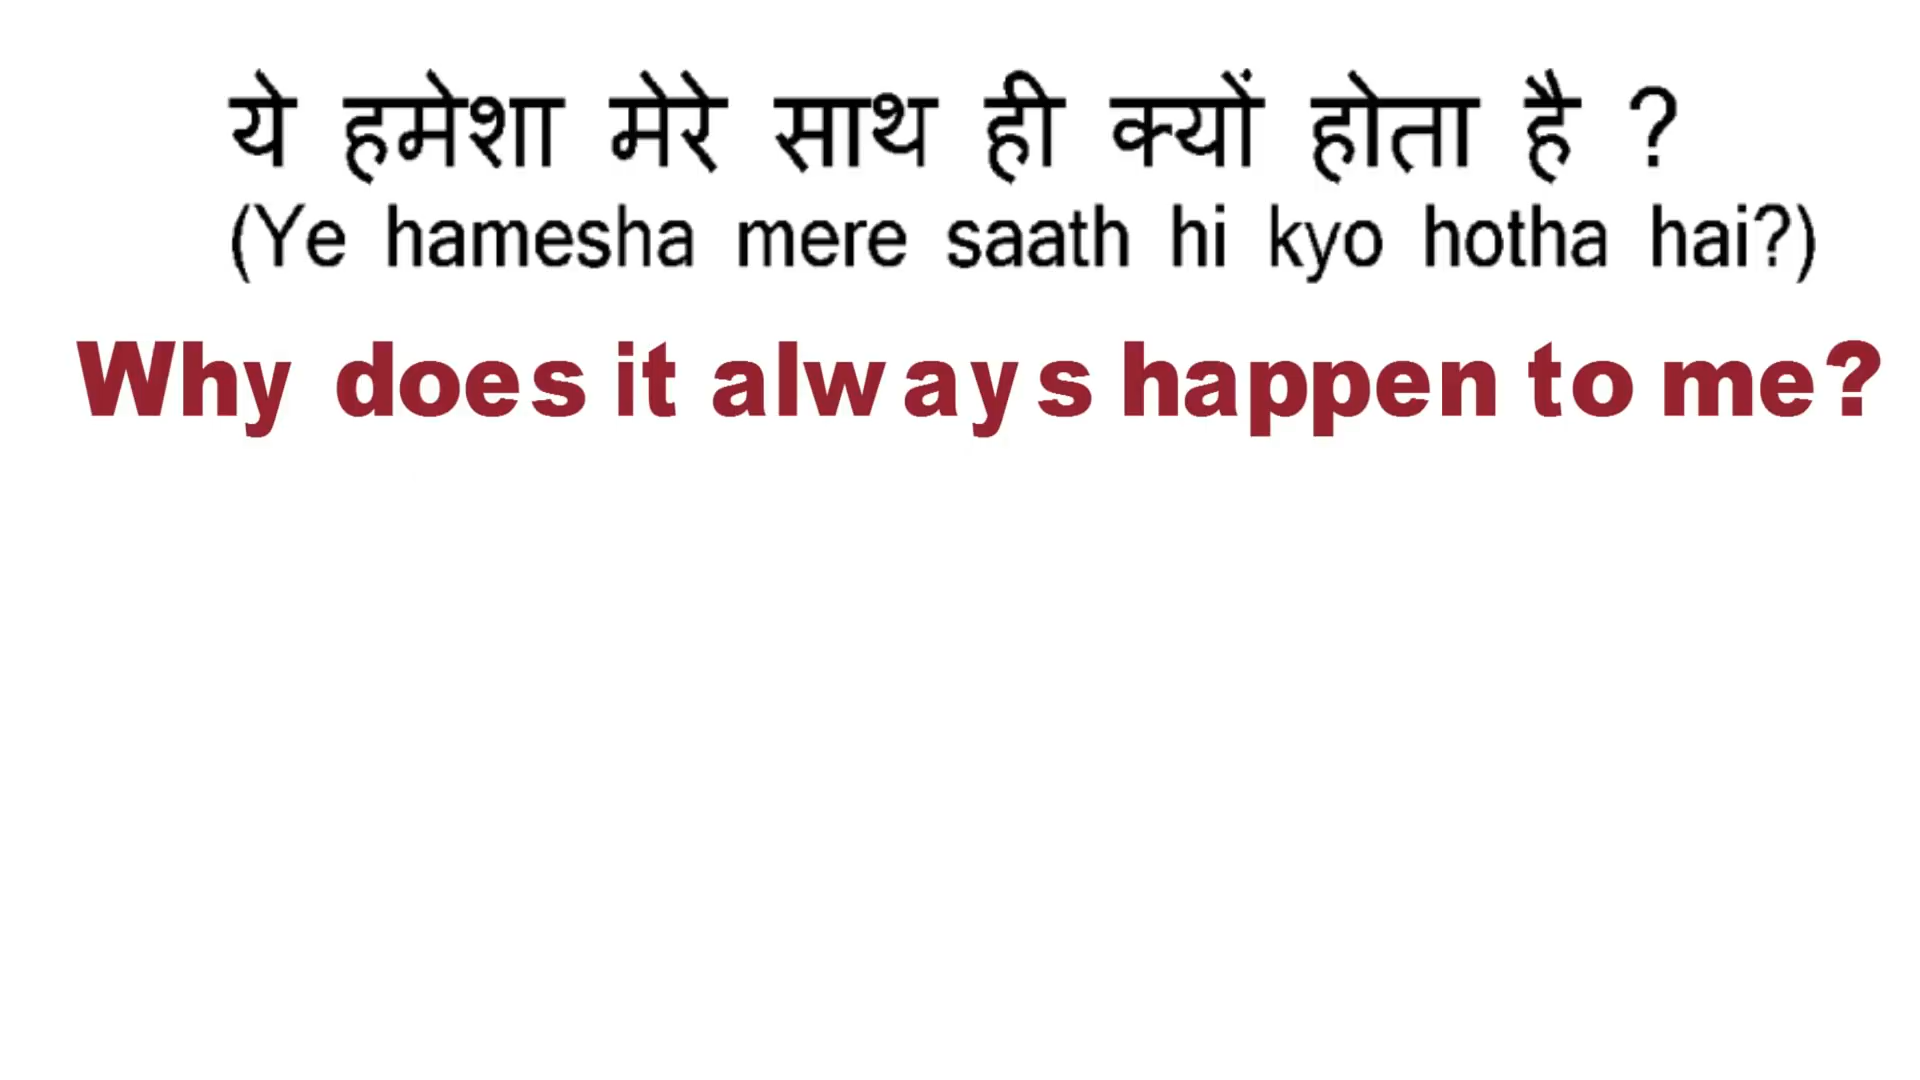 ये हमेशा मेरे साथ ही क्यों होता है ?
(Ye hamesha mere saath hi kyo hotha hai?)
Why does it always happen to me?